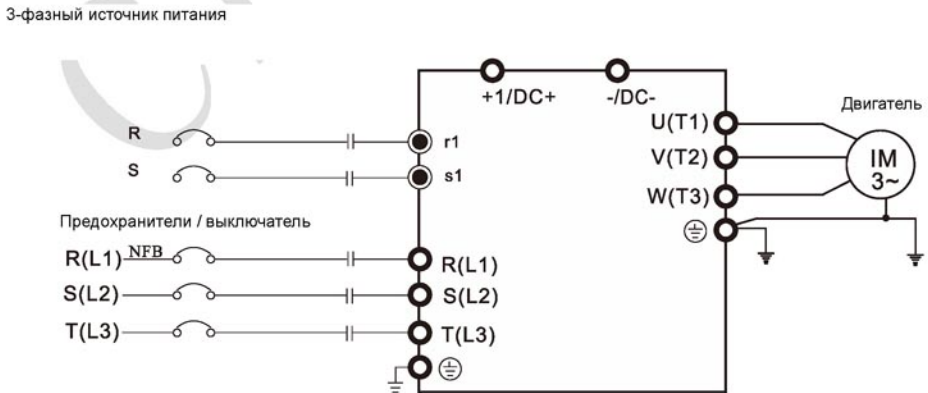 3-фазный источник питания
+1/DC+ -/DC-
Двигатель
U(T1)
R r1
V(T2) IM
S s1 3~
W(T3)
Предохранители / выключатель
R(L1) NFB R(L1)
S(L2) S(L2)
T(L3) T(L3)